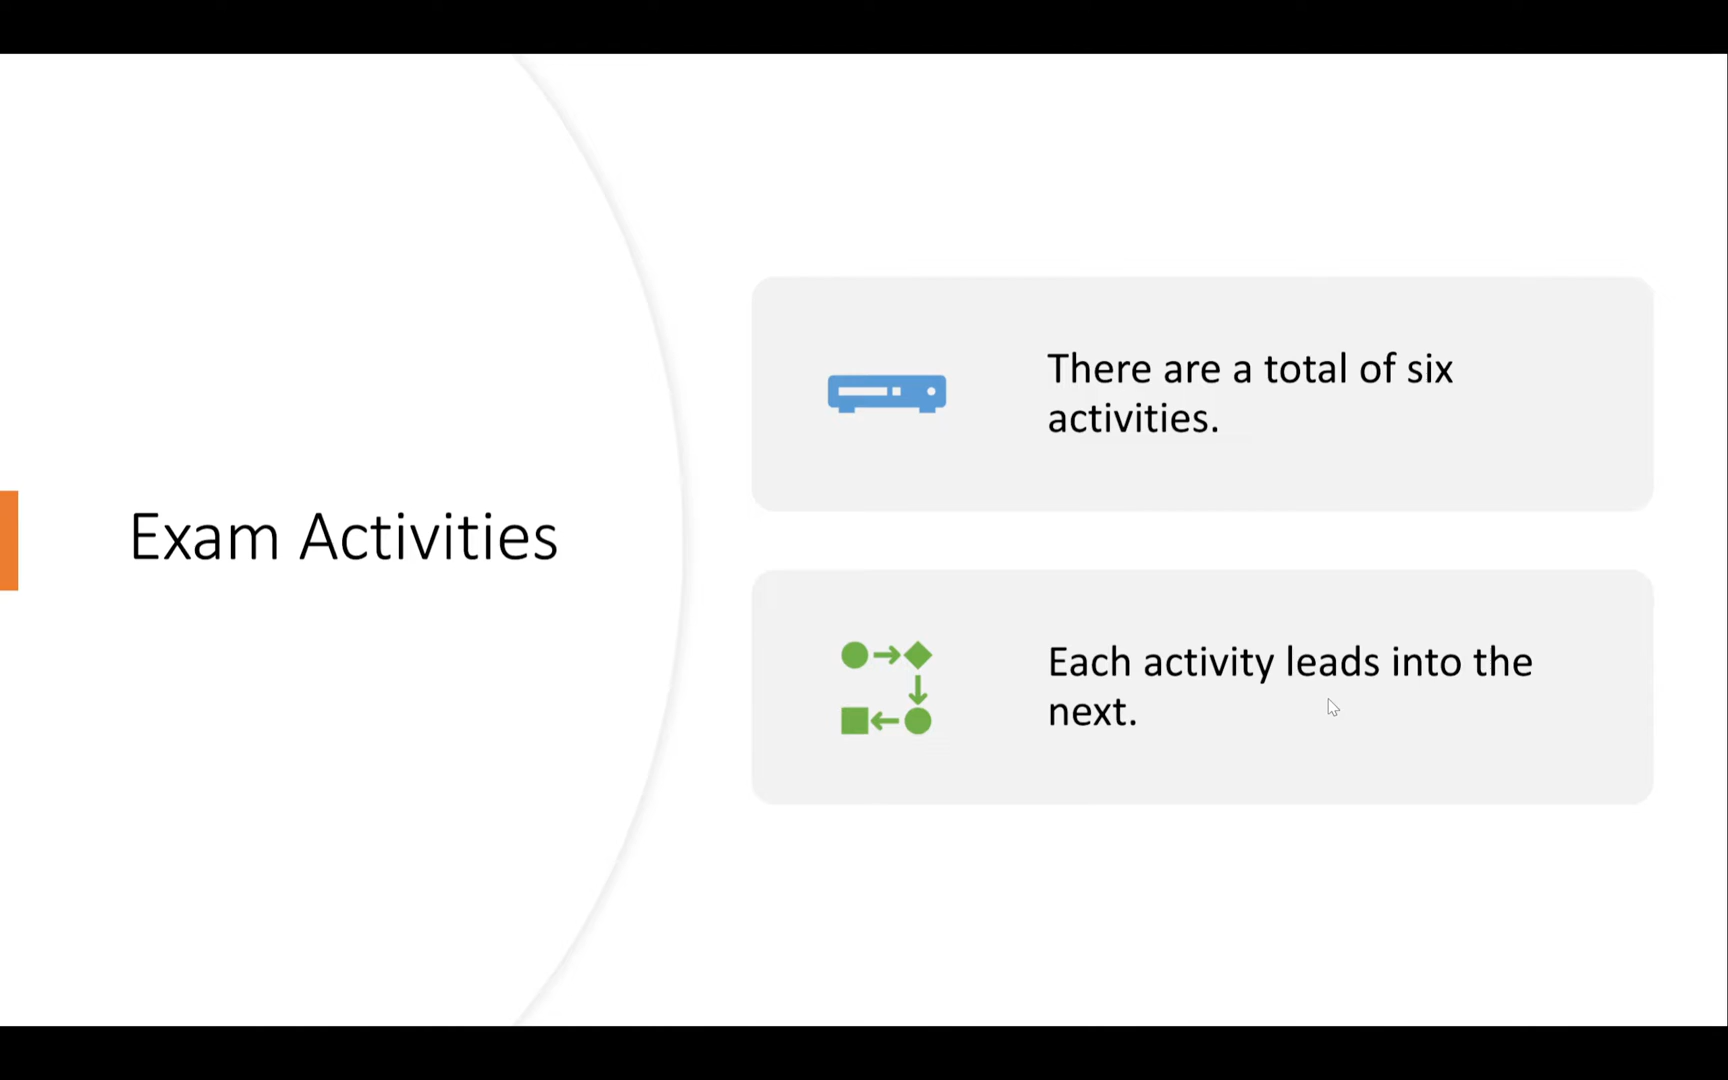 Exam Activities
There are a total of six
activities.
Each activity leads into the
next.